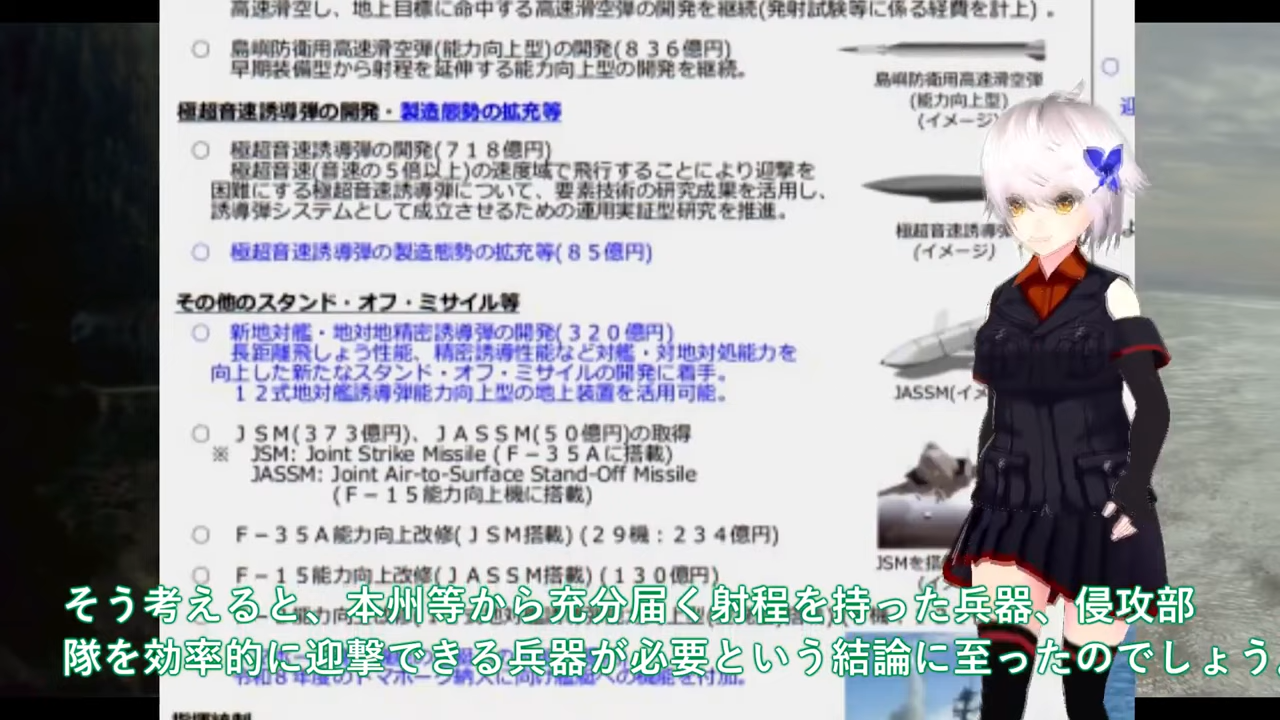 高速滑空し、地上目標に命中する高速滑空弾の開発を継続(発射試験等に係る経費を計上)。
○ 島嶼防衛用高速滑空弾(能力向上型)の開発(836億円)
早期装備型から射程を延伸する能力向上型の開発を継続。
島嶼防衛用高速滑空弾
(能力向上型)
(イメージ)
極超音速誘導弾の開発・製造態勢の拡充等
○ 極超音速誘導弾の開発(718億円)
極超音速(音速の5倍以上)の速度域で飛行することにより迎撃を
困難にする極超音速誘導弾について、要素技術の研究成果を活用し、
誘導弾システムとして成立させるための運用実証型研究を推進。
極超音速誘導弾
(イメージ)
○ 極超音速誘導弾の製造態勢の拡充等(85億円)
その他のスタンド・オフ・ミサイル等
○ 新地対艦・地対地精密誘導弾の開発(320億円)
長距離飛しょう性能、精密誘導性能など対艦・対地対処能力を
向上した新たなスタンド・オフ・ミサイルの開発に着手。
12式地対艦誘導弾能力向上型の地上装置を活用可能。
JASSM(イメ
○ JSM(373億円)、JASSM(50億円)の取得
※ JSM: Joint Strike Missile (F-35Aに搭載)
JASSM: Joint Air-to-Surface Stand-Off Missile
(F-15能力向上機に搭載)
○ F-35A能力向上改修(JSM搭載) (29機:234億円)
JSMを搭
○ F-15能力向上改修(JASSM搭載) (130億円)
そう考えると、本州等から充分届く射程を持った兵器、侵攻部
隊を効率的に迎撃できる兵器が必要という結論に至ったのでしょう。